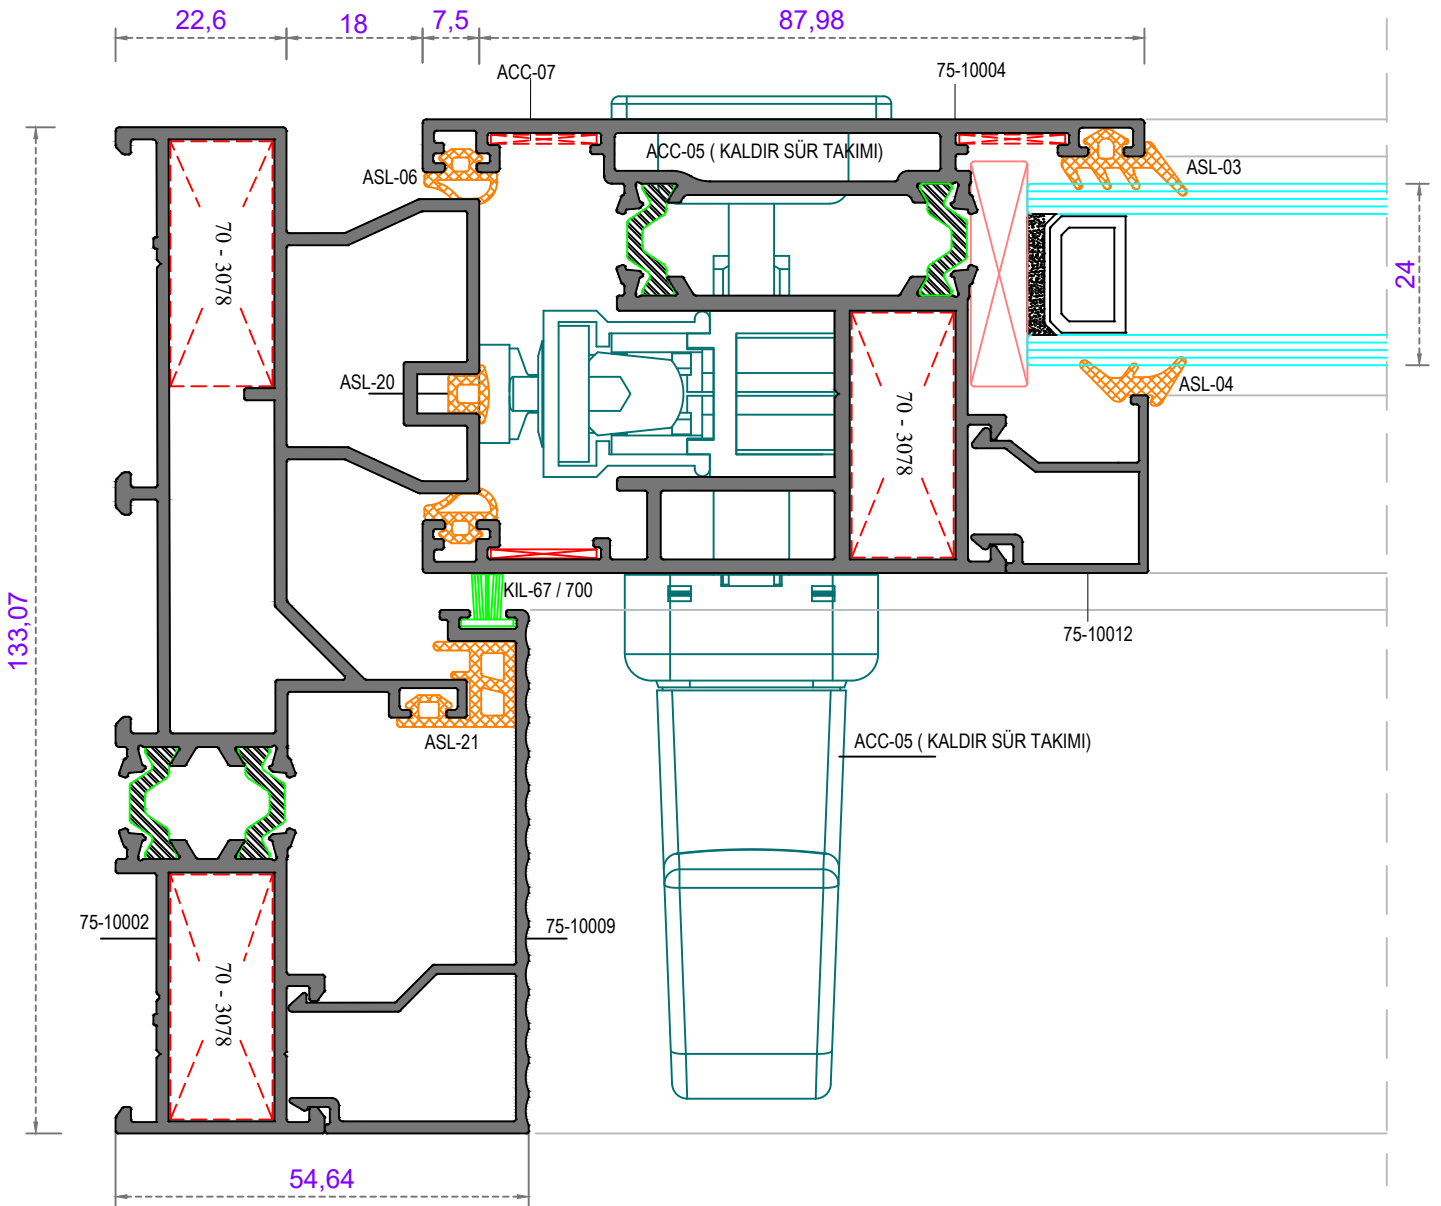 22,6
18
7,5
87,98
ACC-07
75-10004
ACC-05 ( KALDIR SÜR TAKIMI)
ASL-06
ASL-03
70 - 3078
24
ASL-20
ASL-04
70 - 3078
KIL-67 / 700
133,07
75-10012
ASL-21
ACC-05 ( KALDIR SÜR TAKIMI)
75-10002
75-10009
70 - 3078
54,64